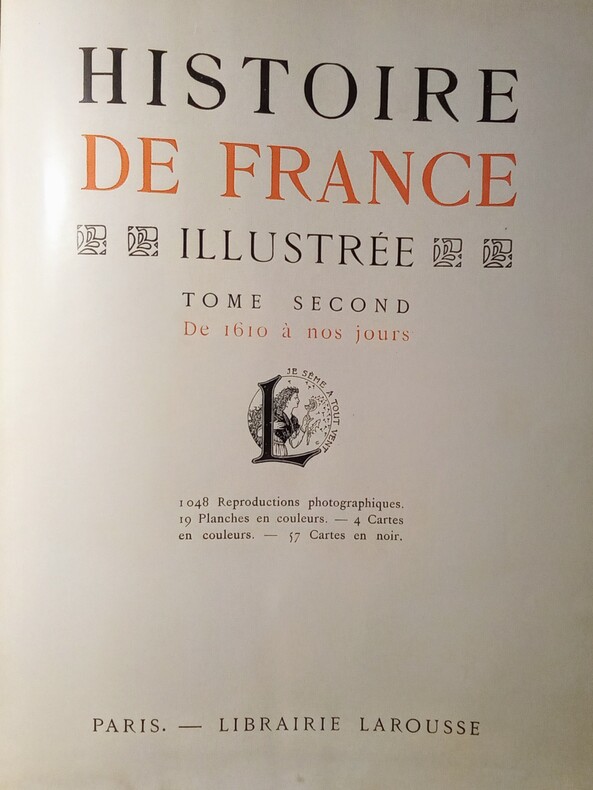 HISTOIRE
DE FRANCE
ILLUSTRÉE
TOME SECOND
De 1610 à nos jours
JE SÈME A TOUT VENT
L
1048 Reproductions photographiques.
19 Planches en couleurs. — 4 Cartes
en couleurs. — 57 Cartes en noir.
PARIS. — LIBRAIRIE LAROUSSE